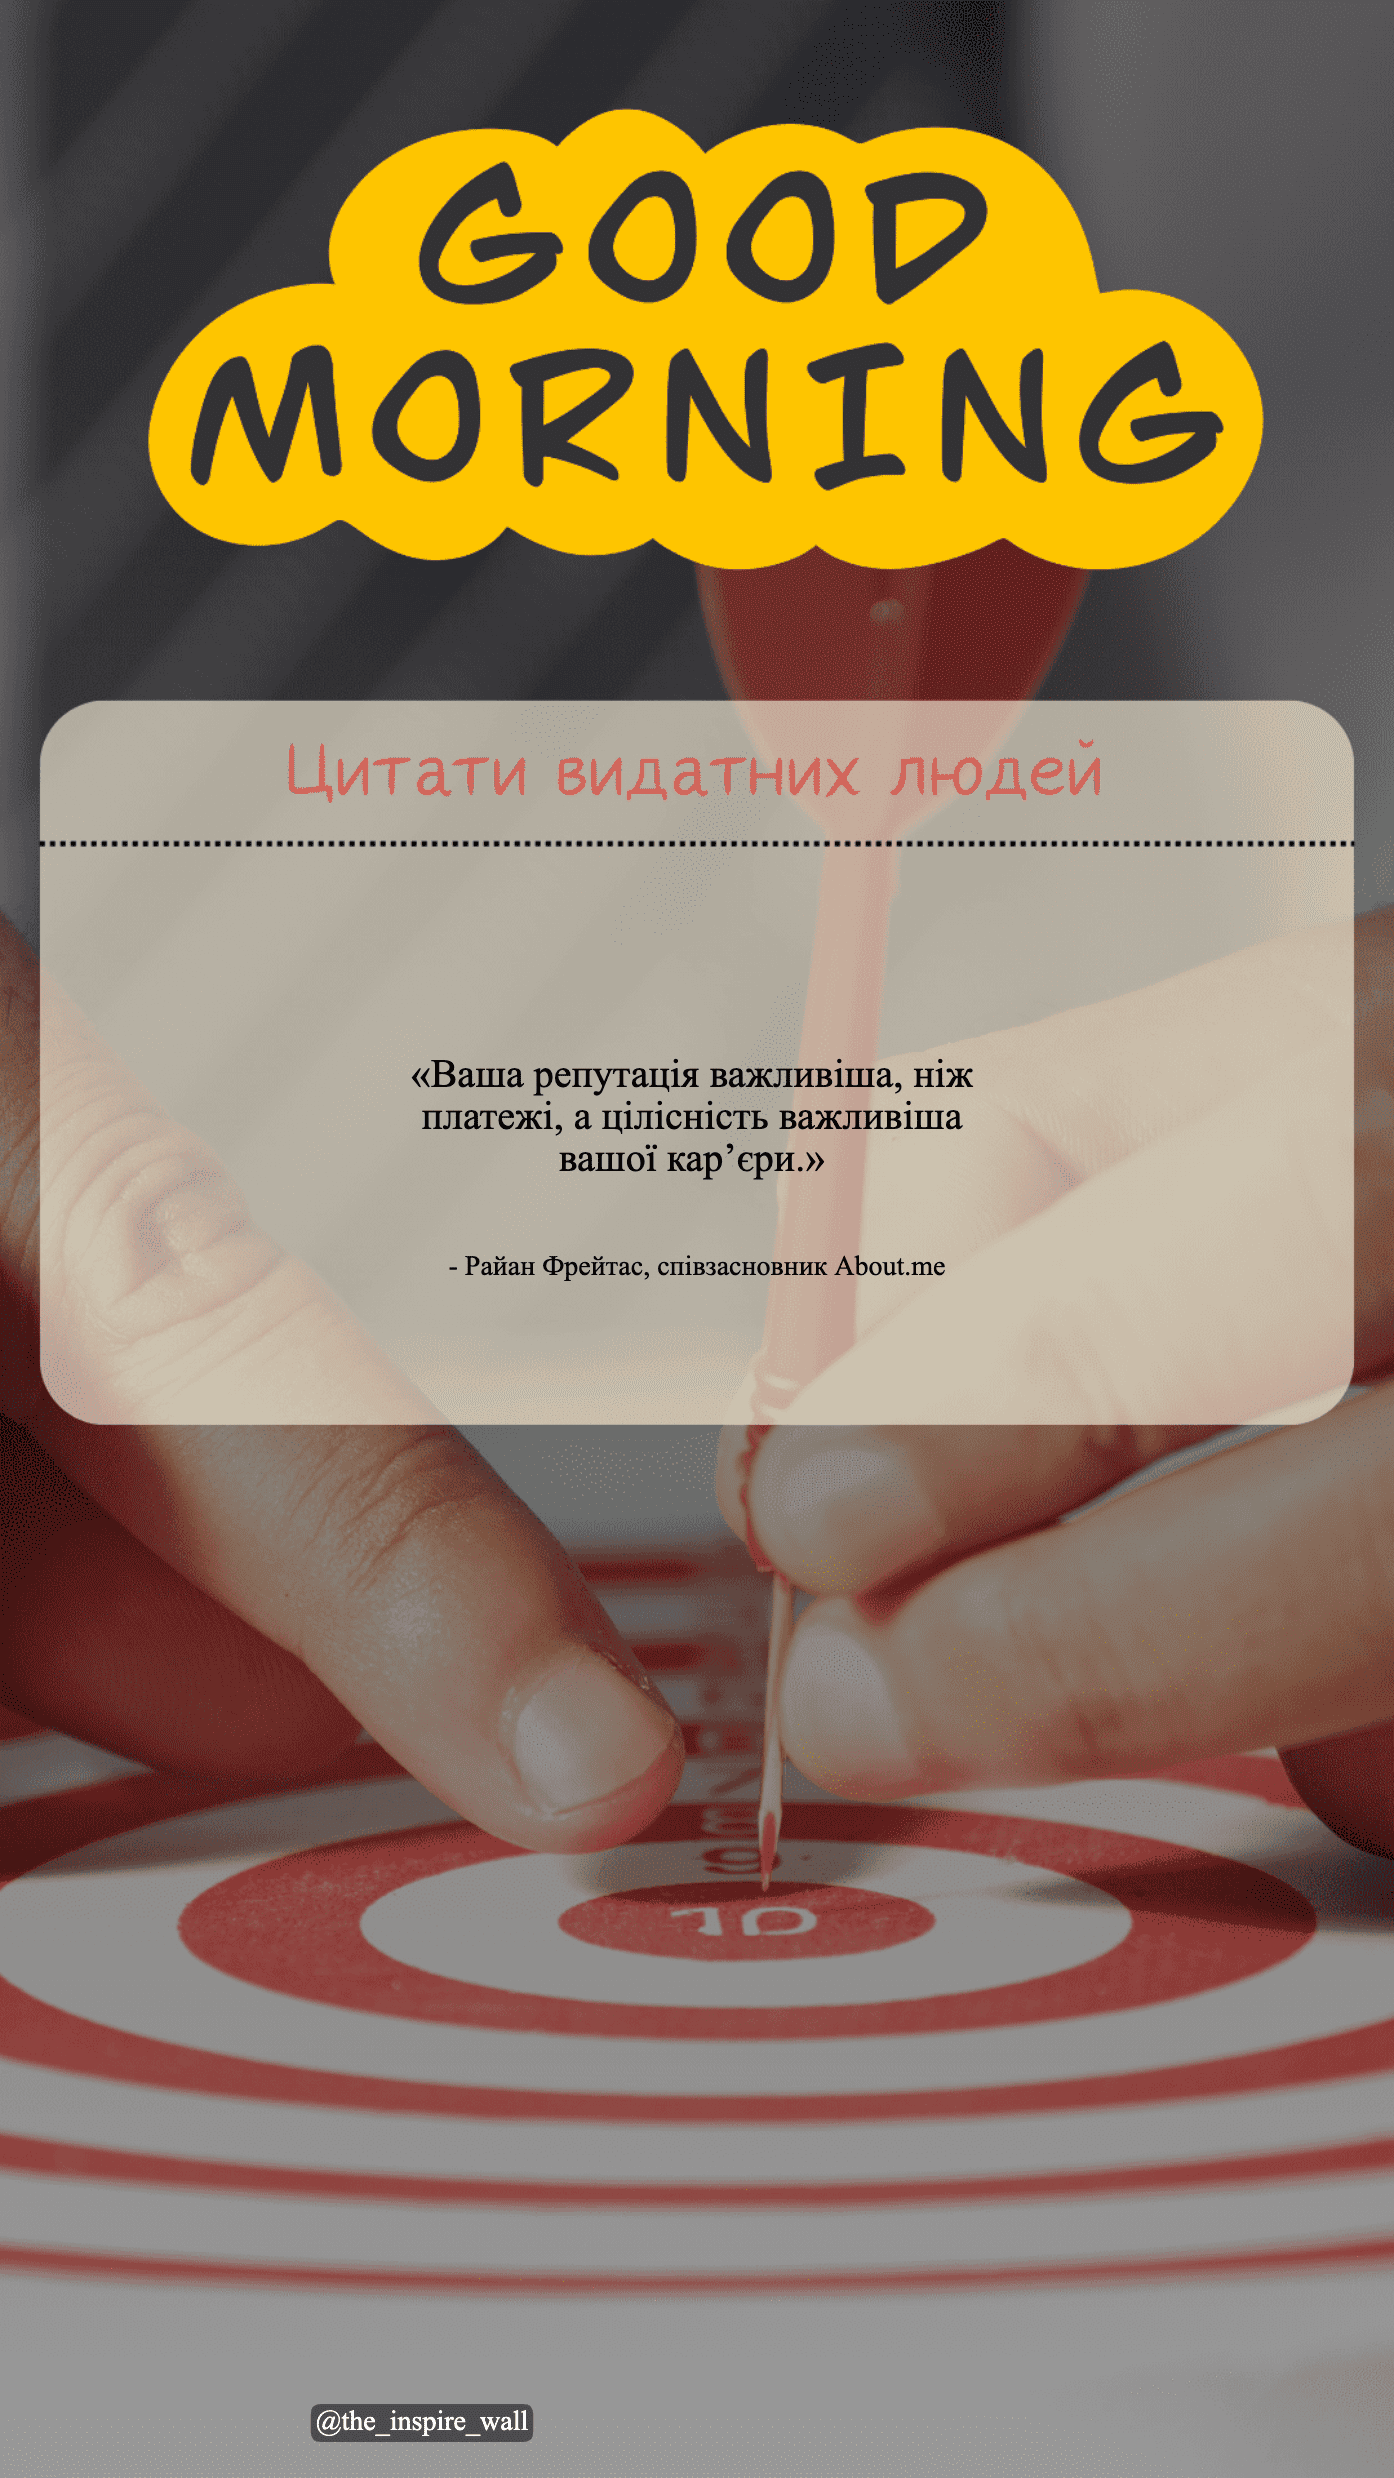 GOOD
MORNING
Цитати видатних людей
«Ваша репутація важливіша, ніж
платежі, а цілісність важливіша
вашої кар’єри.»
- Райан Фрейтас, співзасновник About.me
9
10
@the_inspire_wall